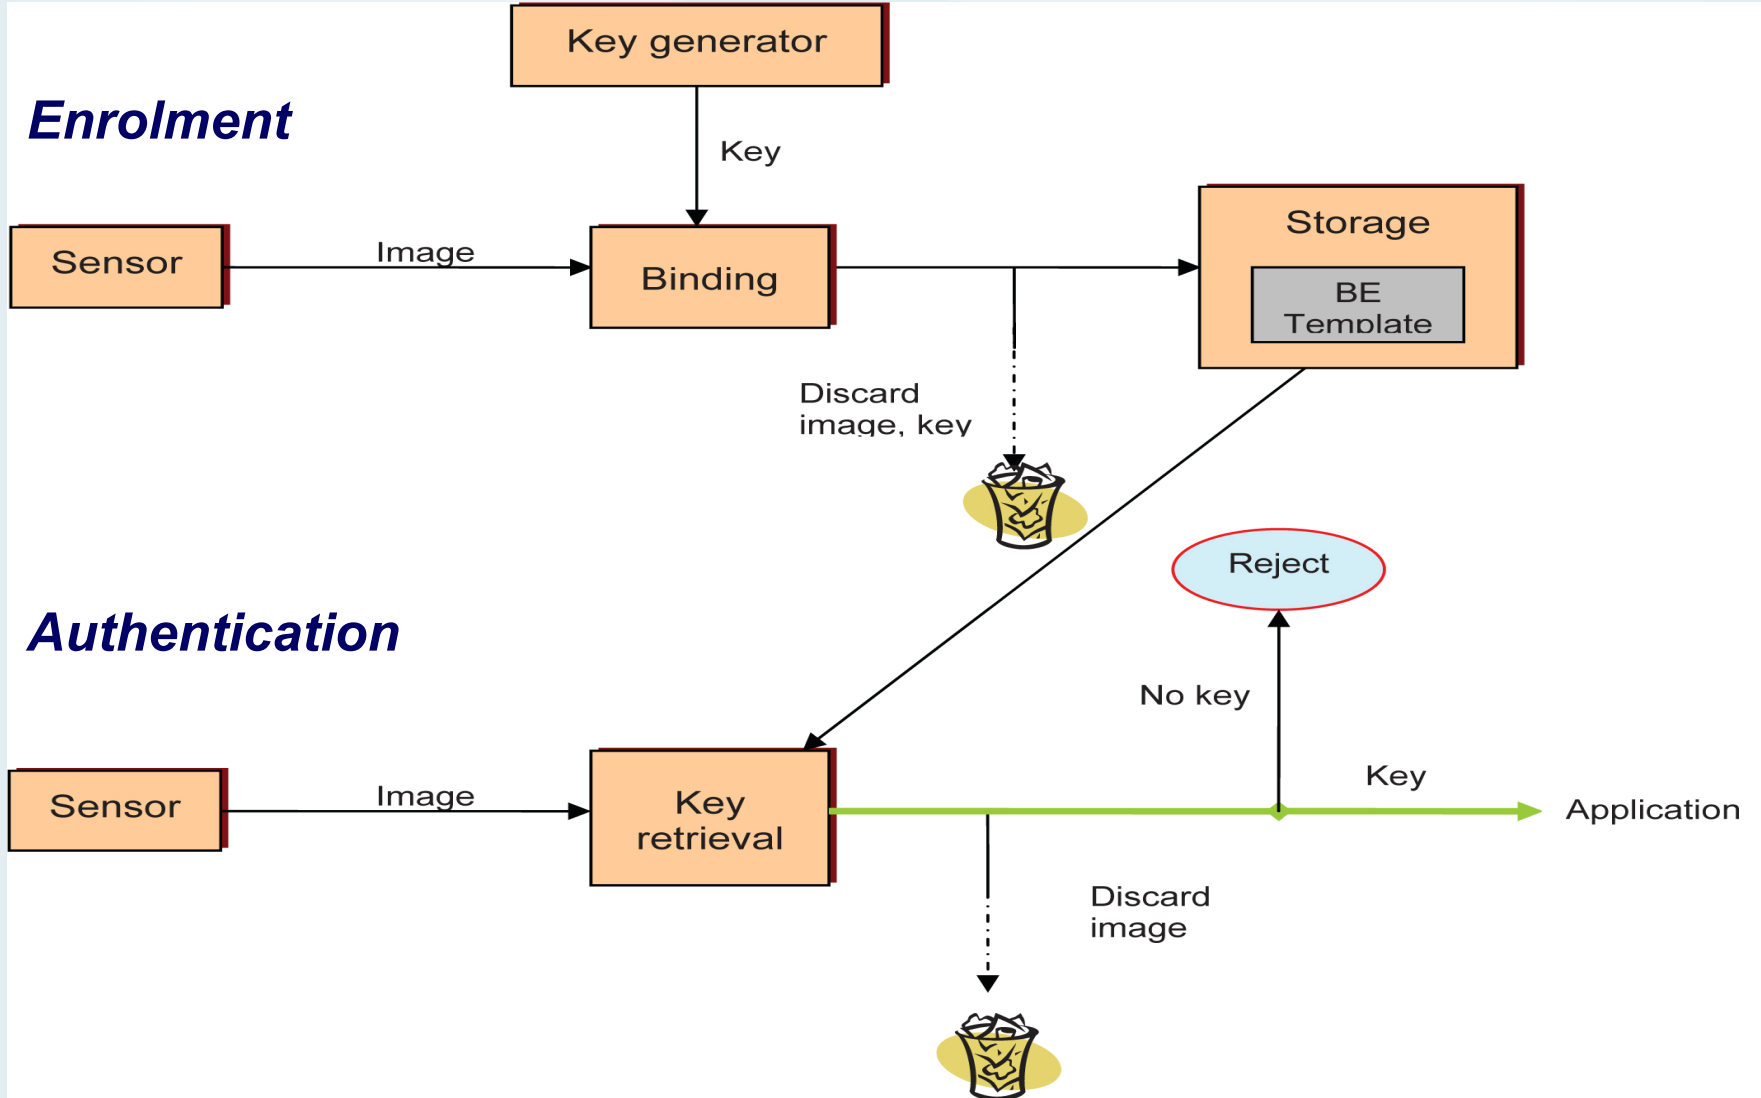 Key generator
Enrolment
Key
Sensor
Image
Binding
Storage
BE
Template
Discard
image, key
Reject
Authentication
No key
Sensor
Image
Key
retrieval
Key
Application
Discard
image